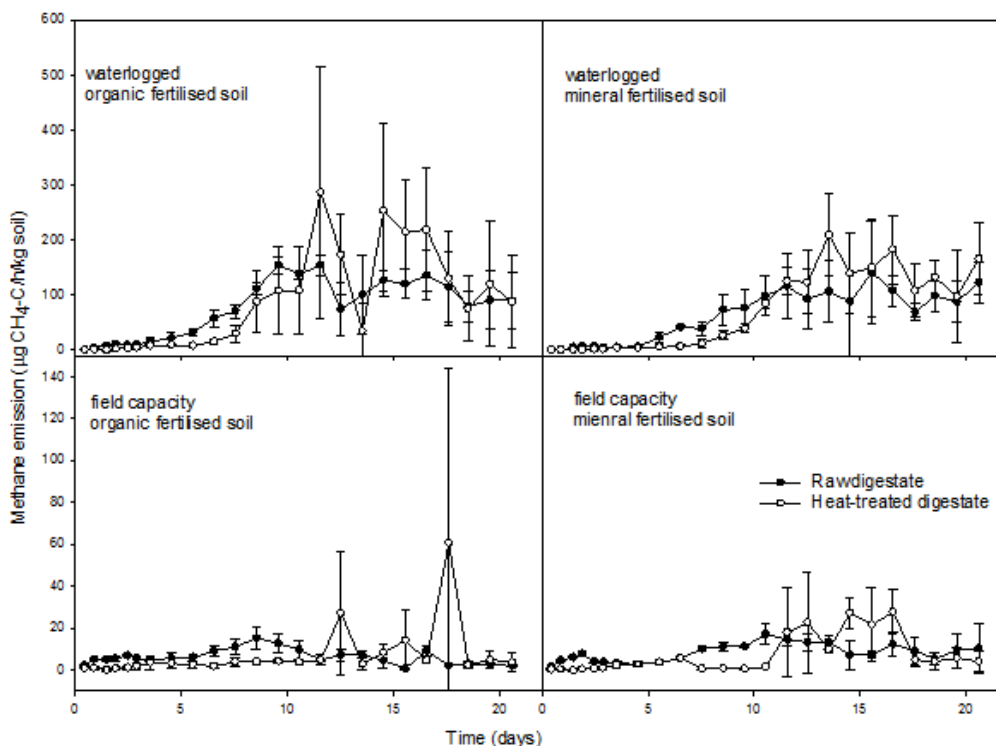 600
500
400
300
200
100
0
waterlogged
organic fertilised soil
waterlogged
mineral fertilised soil
Methane emission (µg CH4-C/h/kg soil)
140
120
100
80
60
40
20
0
field capacity
organic fertilised soil
field capacity
mienral fertilised soil
Rawdigestate
Heat-treated digestate
0 5 10 15 20 0 5 10 15 20
Time (days)